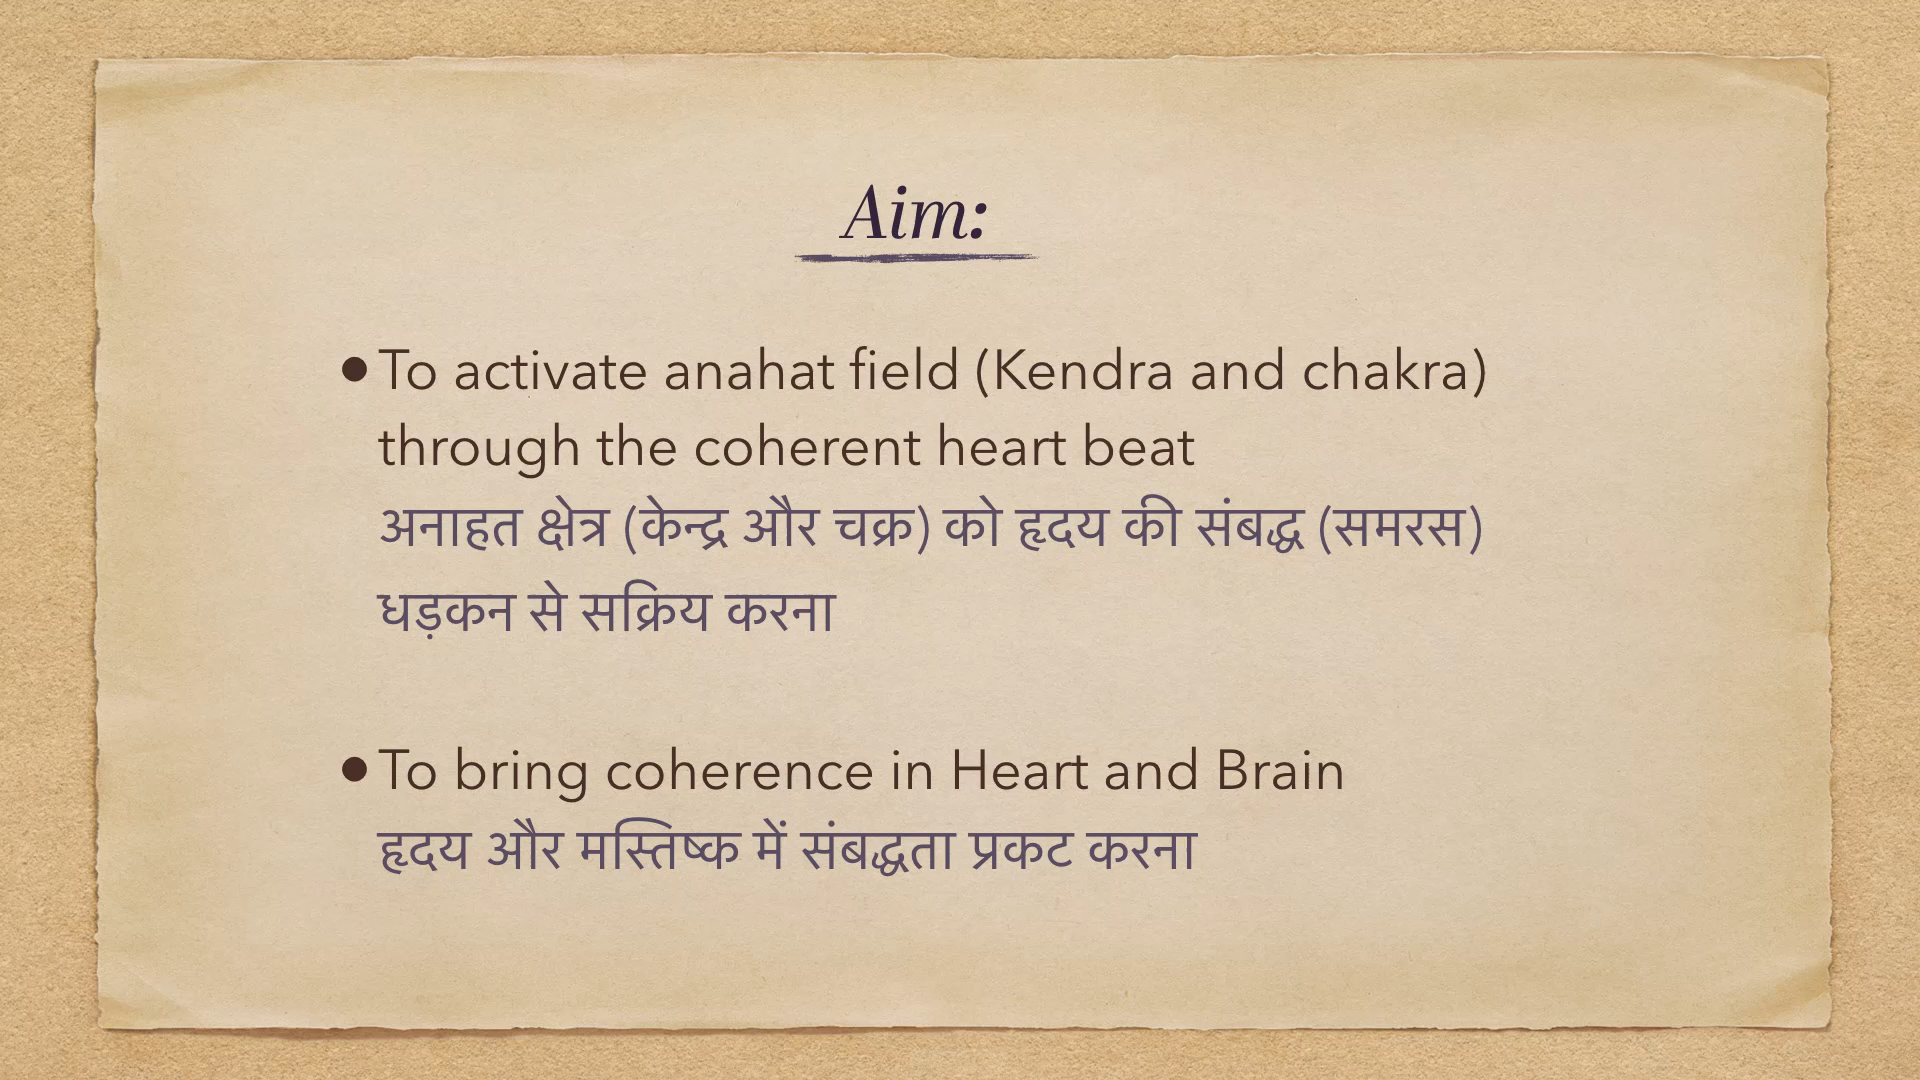 Aim:
• To activate anahat field (Kendra and chakra)
through the coherent heart beat
अनाहत क्षेत्र (केन्द्र और चक्र) को हृदय की संबद्ध (समरस)
धड़कन से सक्रिय करना
• To bring coherence in Heart and Brain
हृदय और मस्तिष्क में संबद्धता प्रकट करना